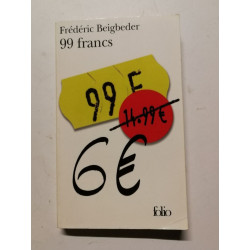 Frédéric Beigbeder
99 francs
99 F
14.99 €
6€
folio